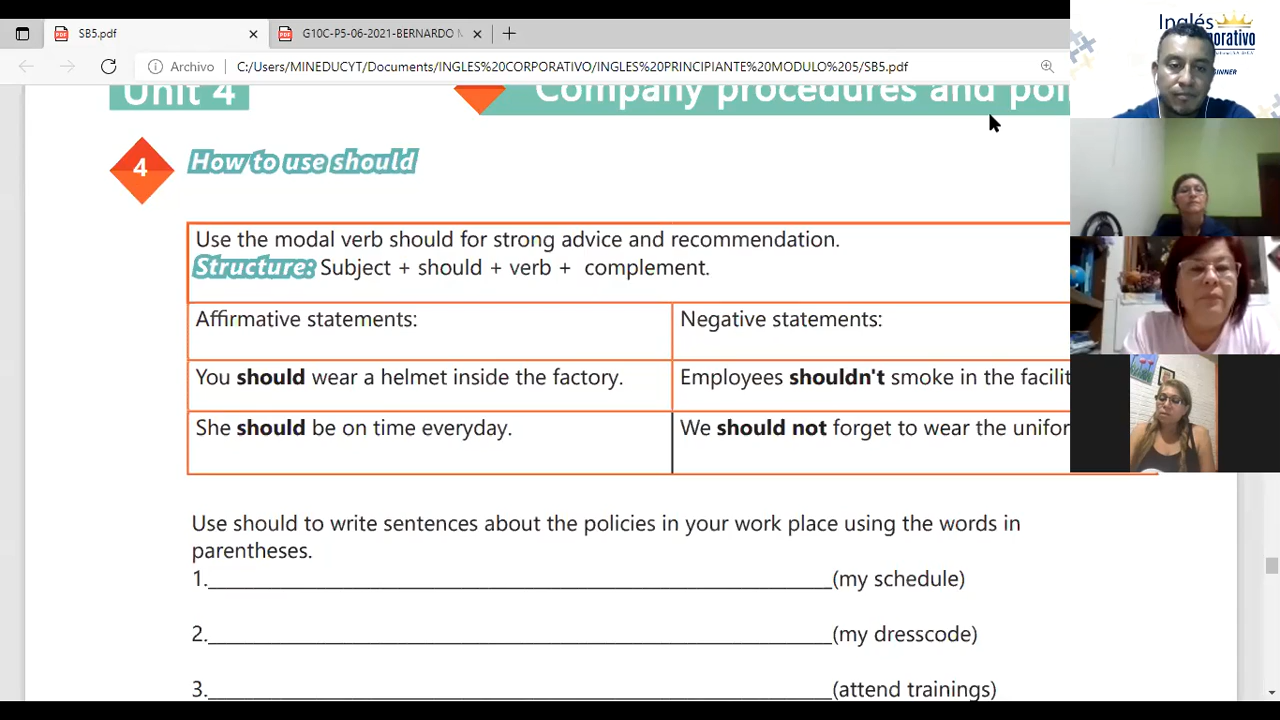 SB5.pdf
G10C-P5-06-2021-BERNARDO
Archivo
C:/Users/MINEDUCYT/Documents/INGLES%20CORPORATIVO/INGLES%20PRINCIPIANTE%20MODULO%205/SB5.pdf
Inglés
Unit 4
Company procedures and
4
How to use should
Use the modal verb should for strong advice and recommendation.
Structure: Subject + should + verb + complement.
Affirmative statements:
Negative statements:
You should wear a helmet inside the factory.
Employees shouldn't smoke in the
She should be on time everyday.
We should not forget to wear the
Use should to write sentences about the policies in your work place using the words in
parentheses.
1.______ (my schedule)
2.______ (my dresscode)
3.______ (attend trainings)